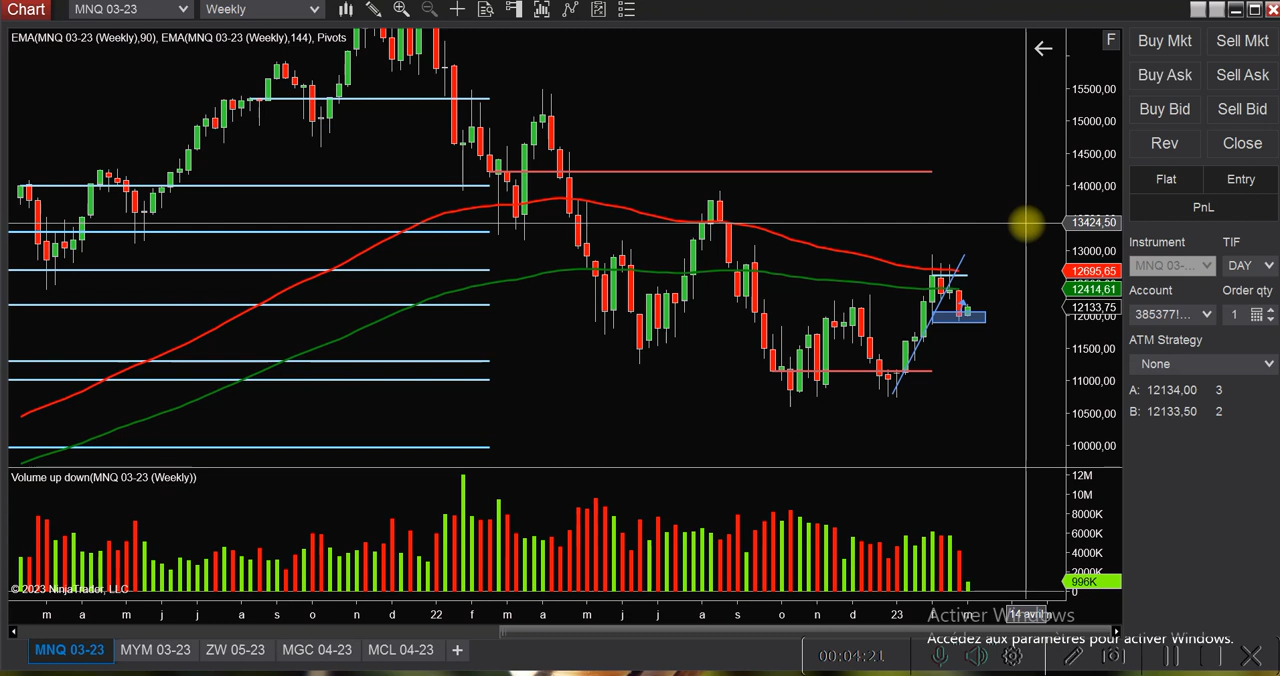 Chart MNQ 03-23 Weekly
EMA(MNQ 03-23 (Weekly),90), EMA(MNQ 03-23 (Weekly),144), Pivots
F
15500,00
15000,00
14500,00
14000,00
13424,50
13000,00
12695,65
12414,61
12133,75
12000,00
11500,00
11000,00
10500,00
10000,00
Volume up down(MNQ 03-23 (Weekly))
12M
10M
8000K
6000K
4000K
2000K
996K
0
© 2023 NinjaTrader, LLC
m a m j j a s o n d 22 f m a m j j a s o n d 23 14 avril
MNQ 03-23 MYM 03-23 ZW 05-23 MGC 04-23 MCL 04-23 +
Buy Mkt Sell Mkt
Buy Ask Sell Ask
Buy Bid Sell Bid
Rev Close
Flat Entry
PnL
Instrument TIF
MNQ 03-... DAY
Account Order qty
385377!... 1
ATM Strategy
None
A: 12134,00 3
B: 12133,50 2
Activer Windows
Accédez aux paramètres pour activer Windows.
00:04:21